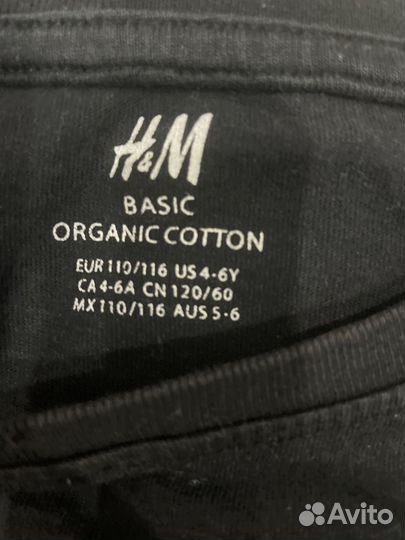 H&M
BASIC
ORGANIC COTTON
EUR 110/116 US 4-6Y
CA 4-6A CN 120/60
MX 110/116 AUS 5-6
Avito